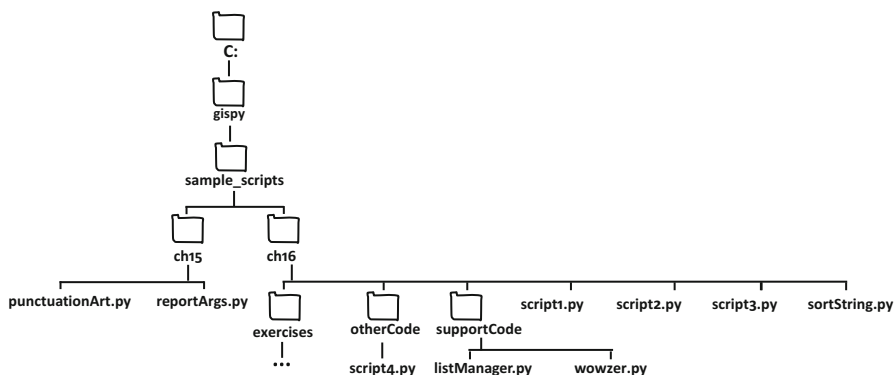 C:
gispy
sample_scripts
ch15
ch16
punctuationArt.py
reportArgs.py
exercises
otherCode
supportCode
script1.py
script2.py
script3.py
sortString.py
...
script4.py
listManager.py
wowzer.py